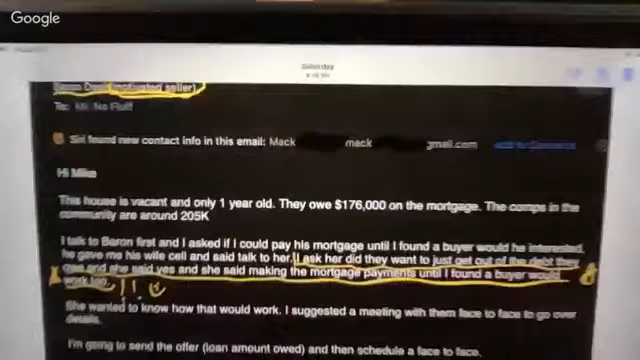 Google
Saturday
(motivated seller)
To: Mr. No Fluff
Siri found new contact info in this email: Mack mack gmail.com add to Contacts
Hi Mike
This house is vacant and only 1 year old. They owe $176,000 on the mortgage. The comps in the
community are around 205K
I talk to Baron first and I asked if I could pay his mortgage until I found a buyer would he interested.
he gave me his wife cell and said talk to her. I ask her did they want to just get out of the debt they
owe and she said yes and she said making the mortgage payments until I found a buyer would
work too. !! 
She wanted to know how that would work. I suggested a meeting with them face to face to go over
details.
I'm going to send the offer (loan amount owed) and then schedule a face to face.